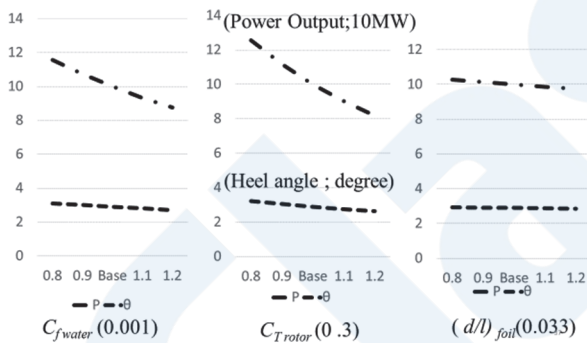 (Power Output;10MW)
14
12
10
8
6
4
2
0
0.8 0.9 Base 1.1 1.2
P θ
C_f water (0.001)
14
12
10
8
6
4 (Heel angle ; degree)
2
0
0.8 0.9 Base 1.1 1.2
P θ
C_T rotor (0 .3)
12
10
8
6
4
2
0
0.8 0.9 Base 1.1 1.2
P θ
( d/l) foil(0.033)